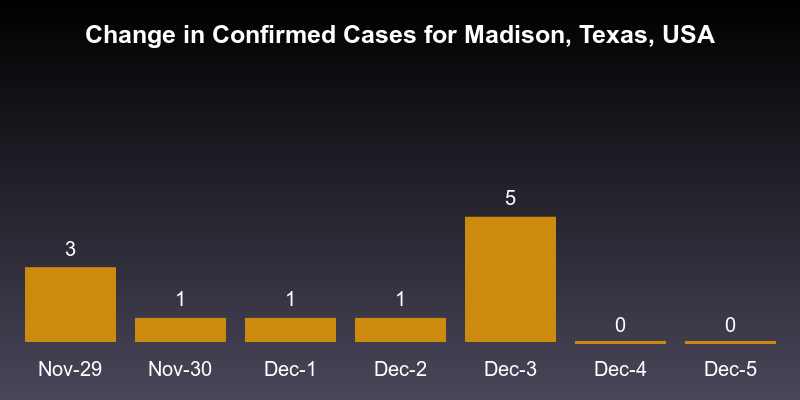 Change in Confirmed Cases for Madison, Texas, USA
5
3
1 1 1
0 0
Nov-29 Nov-30 Dec-1 Dec-2 Dec-3 Dec-4 Dec-5